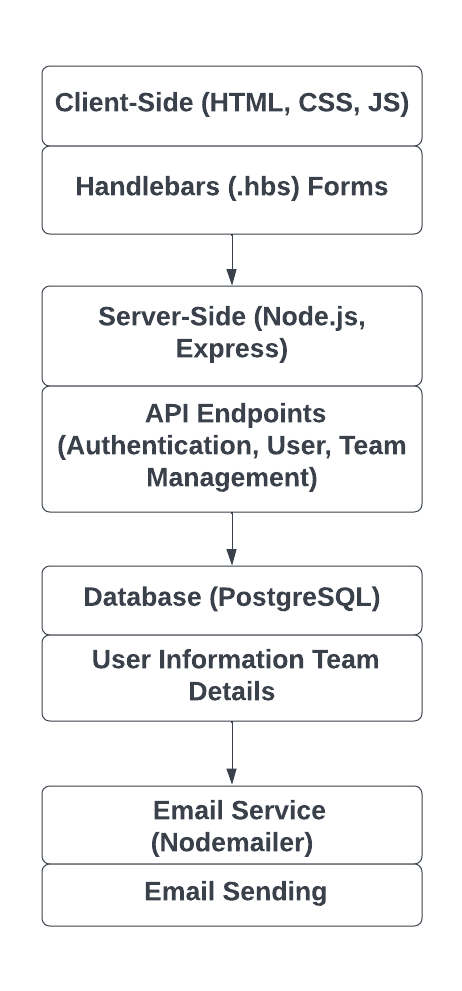 Client-Side (HTML, CSS, JS)
Handlebars (.hbs) Forms
Server-Side (Node.js,
Express)
API Endpoints
(Authentication, User, Team
Management)
Database (PostgreSQL)
User Information Team
Details
Email Service
(Nodemailer)
Email Sending